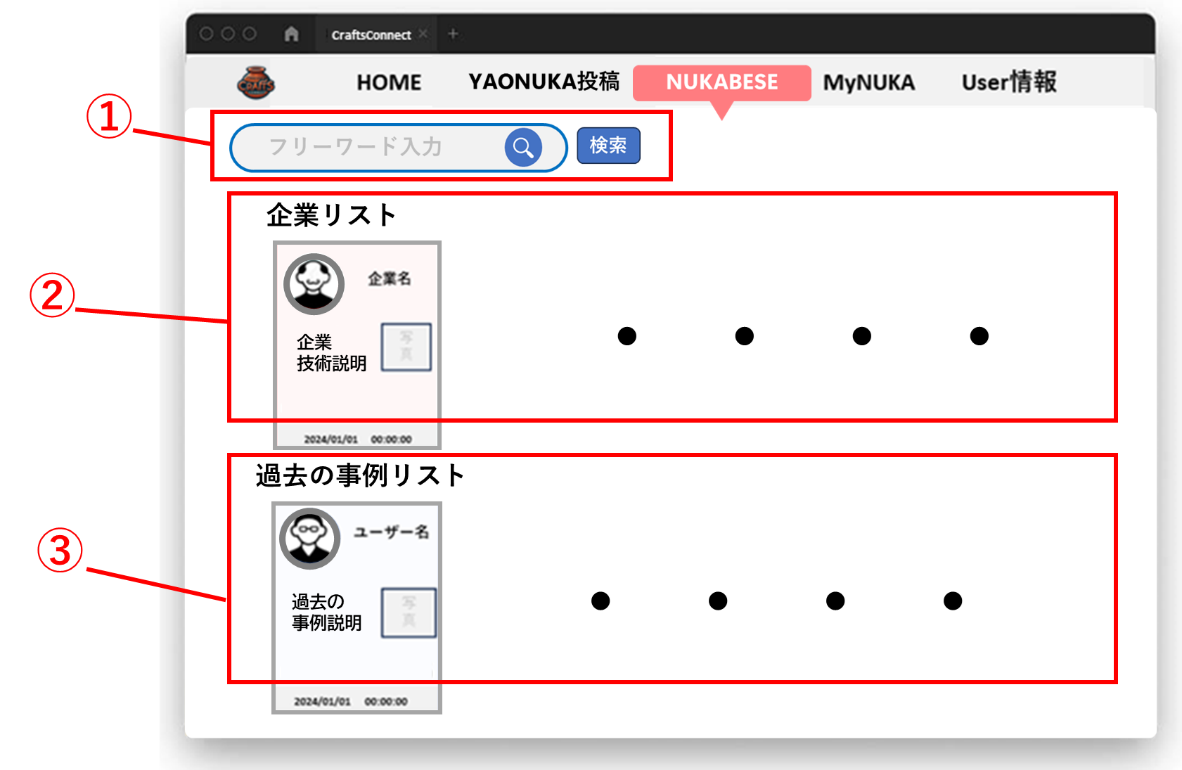 CraftsConnect
CRAFTS
HOME YAONUKA投稿 NUKABESE MyNUKA User情報
①
フリーワード入力 検索
②
企業リスト
企業名
企業
技術説明
写
真
2024/01/01 00:00:00
③
過去の事例リスト
ユーザー名
過去の
事例説明
写
真
2024/01/01 00:00:00